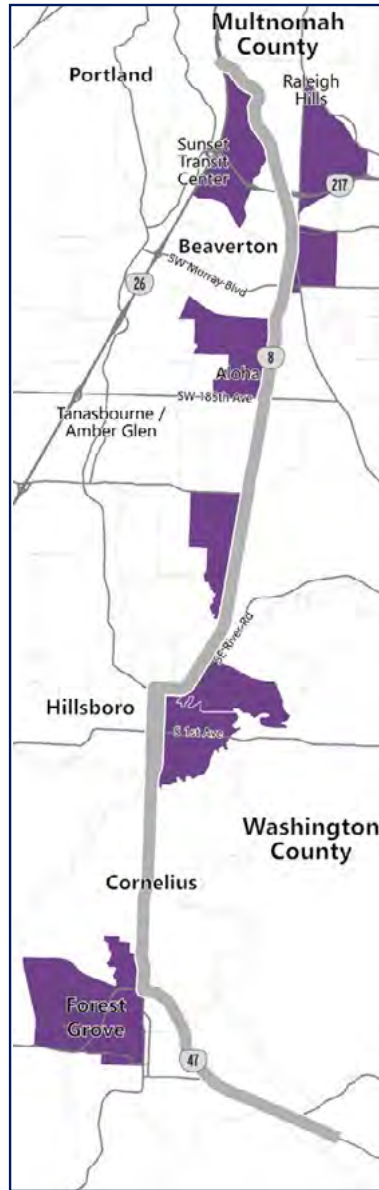 Multnomah
County
Portland
Raleigh
Hills
Sunset
Transit
Center
217
Beaverton
SW Murray Blvd
26
8
Aloha
SW 185th Ave
Tanasbourne /
Amber Glen
SE River Rd
Hillsboro
S 1st Ave
Washington
County
Cornelius
Forest
Grove
47